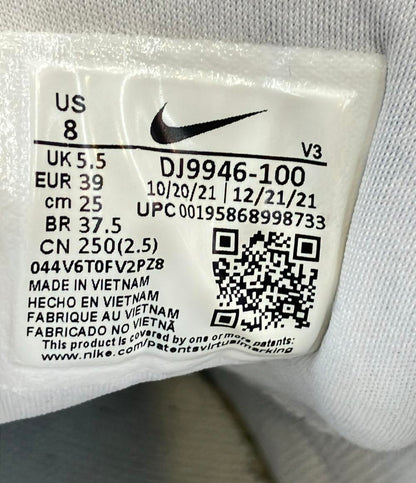 US
8
V3
UK 5.5
EUR 39
cm 25
BR 37.5
CN 250(2.5)
DJ9946-100
10/20/21 | 12/21/21
UPC 00195868998733
044V6T0FV2PZ8
MADE IN VIETNAM
HECHO EN VIETNAM
FABRIQUE AU VIETNAM
FABRICADO NO VIETNÃ
This product is covered by one or more patents:
www.nike.com/patentsvirtualmarking